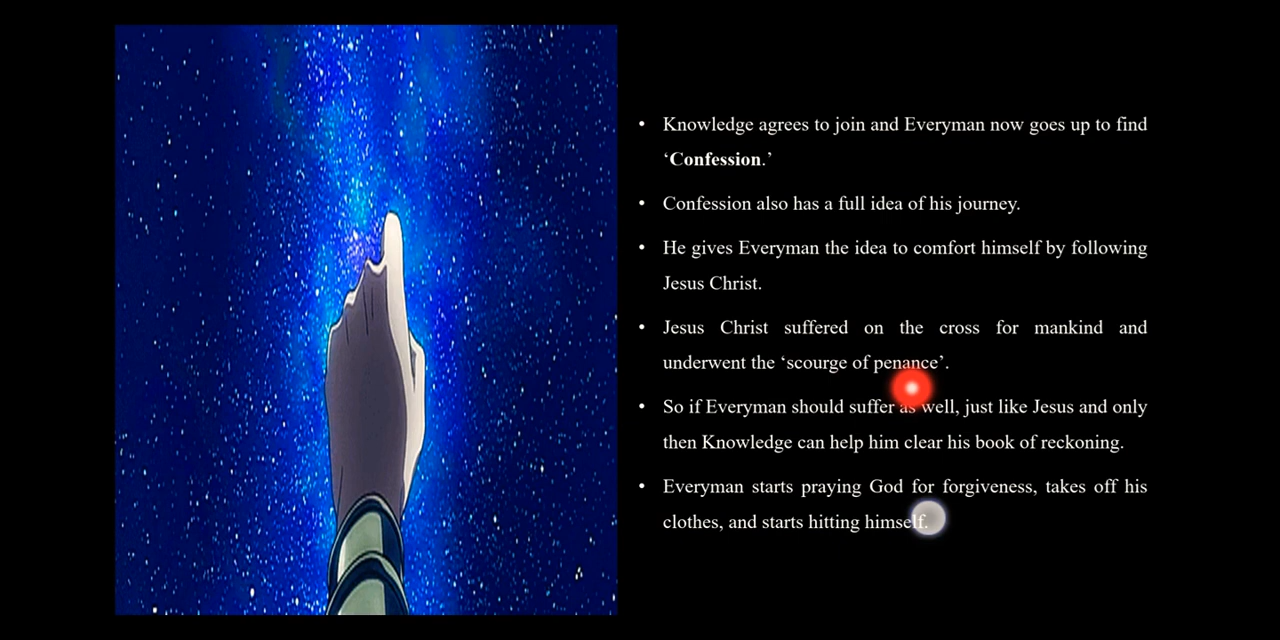 • Knowledge agrees to join and Everyman now goes up to find
‘Confession.’
• Confession also has a full idea of his journey.
• He gives Everyman the idea to comfort himself by following
Jesus Christ.
• Jesus Christ suffered on the cross for mankind and
underwent the ‘scourge of penance’.
• So if Everyman should suffer as well, just like Jesus and only
then Knowledge can help him clear his book of reckoning.
• Everyman starts praying God for forgiveness, takes off his
clothes, and starts hitting himself.